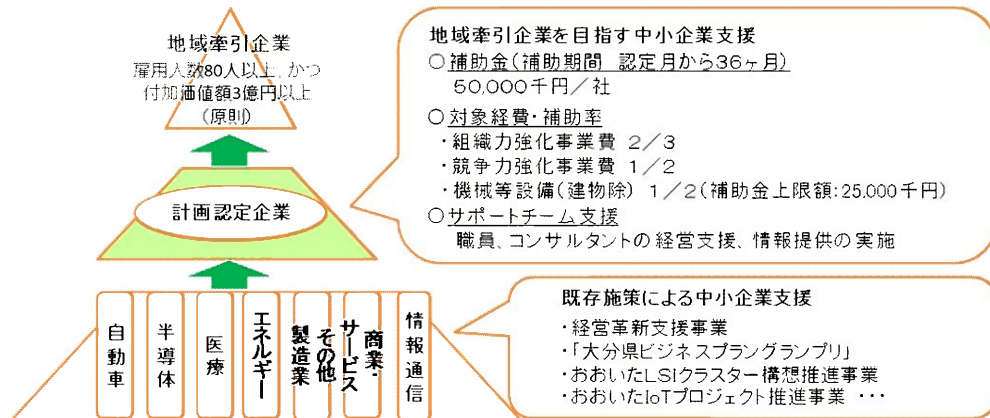 地域牽引企業
雇用人数80人以上、かつ
付加価値額3億円以上
(原則)
計画認定企業
自動車
半導体
医療
エネルギー
その他
製造業
商業・
サービス
情報通信
地域牽引企業を目指す中小企業支援
○補助金(補助期間 認定月から36ヶ月)
50,000千円/社
○対象経費・補助率
・組織力強化事業費 2/3
・競争力強化事業費 1/2
・機械等設備(建物除) 1/2(補助金上限額:25,000千円)
○サポートチーム支援
職員、コンサルタントの経営支援、情報提供の実施
既存施策による中小企業支援
・経営革新支援事業
・「大分県ビジネスプラングランプリ」
・おおいたLSIクラスター構想推進事業
・おおいたIoTプロジェクト推進事業 ・・・